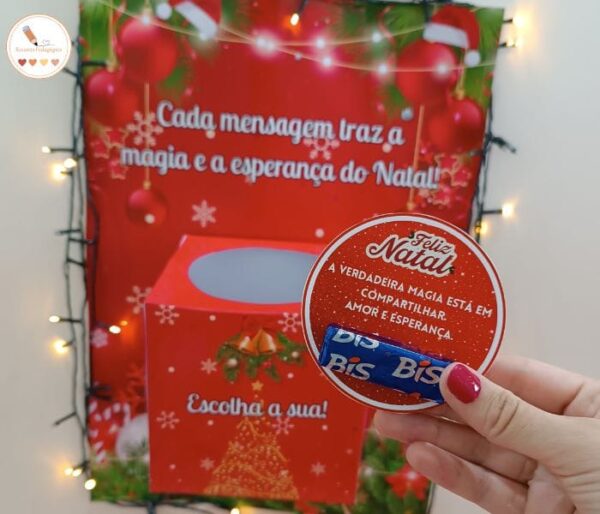 Cada mensagem traz a
magia e a esperança do Natal!
Feliz
Natal
A VERDADEIRA MAGIA ESTÁ EM
COMPARTILHAR
AMOR E ESPERANÇA
BIS
BIS
BIS
Escolha a sua!